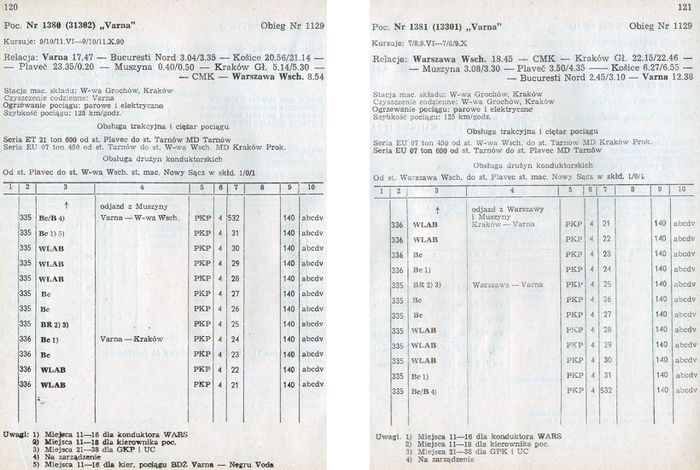 120
Poc. Nr 1380 (31302) „Varna”
Obieg Nr 1129
Kursuje: 9/10/11.VI—9/10/11.X.90
Relacja: Varna 17.47 — Bucuresti Nord 3.04/3.35 — Košice 20.56/21.14 —
— Plaveč 23.35/0.20 — Muszyna 0.40/0.50 — Kraków Gł. 5.14/5.30 —
— CMK — Warszawa Wsch. 8.54
Stacja mac. składu: W-wa Grochów, Kraków
Czyszczenie codzienne: Varna
Ogrzewanie pociągu: parowe i elektryczne
Szybkość pociągu: 125 km/godz.
Obsługa trakcyjna i ciężar pociągu
Seria ET 21 ton 600 od st. Plavec do st. Tarnów MD Tarnów
Seria EU 07 ton 450 od st. Tarnów do st. W-wa Wsch. MD Kraków Prok.
Obsługa drużyn konduktorskich
Od st. Plavec do W-wa Wsch. st. mac. Nowy Sącz w skłd. 1/0/1
1 2 3 4 5 6 7 8 9 10
↑ odjazd z Muszyny
335 Bc/B 4) Varna — W-wa Wsch. PKP 4 532 140 abcdv
335 Bc 1) 5) PKP 4 31 140 abcdv
335 WLAB PKP 4 30 140 abcdv
335 WLAB PKP 4 29 140 abcdv
335 WLAB PKP 4 28 140 abcdv
335 Bc PKP 4 27 140 abcdv
335 Bc PKP 4 26 140 abcdv
335 BR 2) 3) PKP 4 25 140 abcdv
336 Bc 1) Varna — Kraków PKP 4 24 140 abcdv
336 Bc PKP 4 23 140 abcdv
336 WLAB PKP 4 22 140 abcdv
336 WLAB PKP 4 21 140 abcdv
Uwagi: 1) Miejsca 11—16 dla konduktora WARS
2) Miejsca 11—18 dla kierownika poc.
3) Miejsca 21—38 dla GKP i UC
4) Na zarządzenie
5) Miejsca 11—16 dla kier. pociągu BDZ Varna — Negru Voda
121
Poc. Nr 1381 (13301) „Varna”
Obieg Nr 1129
Kursuje: 7/8.9.VI—7/8/9.X
Relacja: Warszawa Wsch. 18.45 — CMK — Kraków Gł. 22.15/22.46 —
— Muszyna 3.08/3.30 — Plaveč 3.50/4.35 — Košice 6.27/6.55 —
— Bucuresti Nord 2.45/3.10 — Varna 12.38
Stacja mac. składu: W-wa Grochów, Kraków
Czyszczenie codzienne: W-wa Grochów, Kraków
Ogrzewanie pociągu: parowe i elektryczne
Szybkość pociągu: 125 km/godz.
Obsługa trakcyjna i ciężar pociągu
Seria EU 07 ton 450 od st. W-wa Wsch. do st. Tarnów MD Kraków Prok.
Seria EU 07 ton 600 od st. Tarnów do st. Plavec MD Tarnów
Obsługa drużyn konduktorskich
Od st. Warszawa Wsch. do st. Plavec st. mac. Nowy Sącz w skłd. 1/0/1
1 2 3 4 5 6 7 8 9 10
↑ odjazd z Warszawy
i Muszyny
336 WLAB Kraków — Varna PKP 4 21 140 abcdv
336 WLAB PKP 4 22 140 abcdv
336 Bc PKP 4 23 140 abcdv
336 Bc 1) PKP 4 24 140 abcdv
335 BR 2) 3) Warszawa — Varna PKP 4 25 140 abcdv
335 Bc PKP 4 26 140 abcdv
335 Bc PKP 4 27 140 abcdv
335 WLAB PKP 4 28 140 abcdv
335 WLAB PKP 4 29 140 abcdv
335 WLAB PKP 4 30 140 abcdv
335 Bc 1) PKP 4 31 140 abcdv
335 Bc/B 4) PKP 4 532 140 abcdv
Uwagi: 1) Miejsca 11—16 dla konduktora WARS
2) Miejsca 11—18 dla kierownika poc.
3) Miejsca 21—38 dla GPK i UC
4) Na zarządzenie